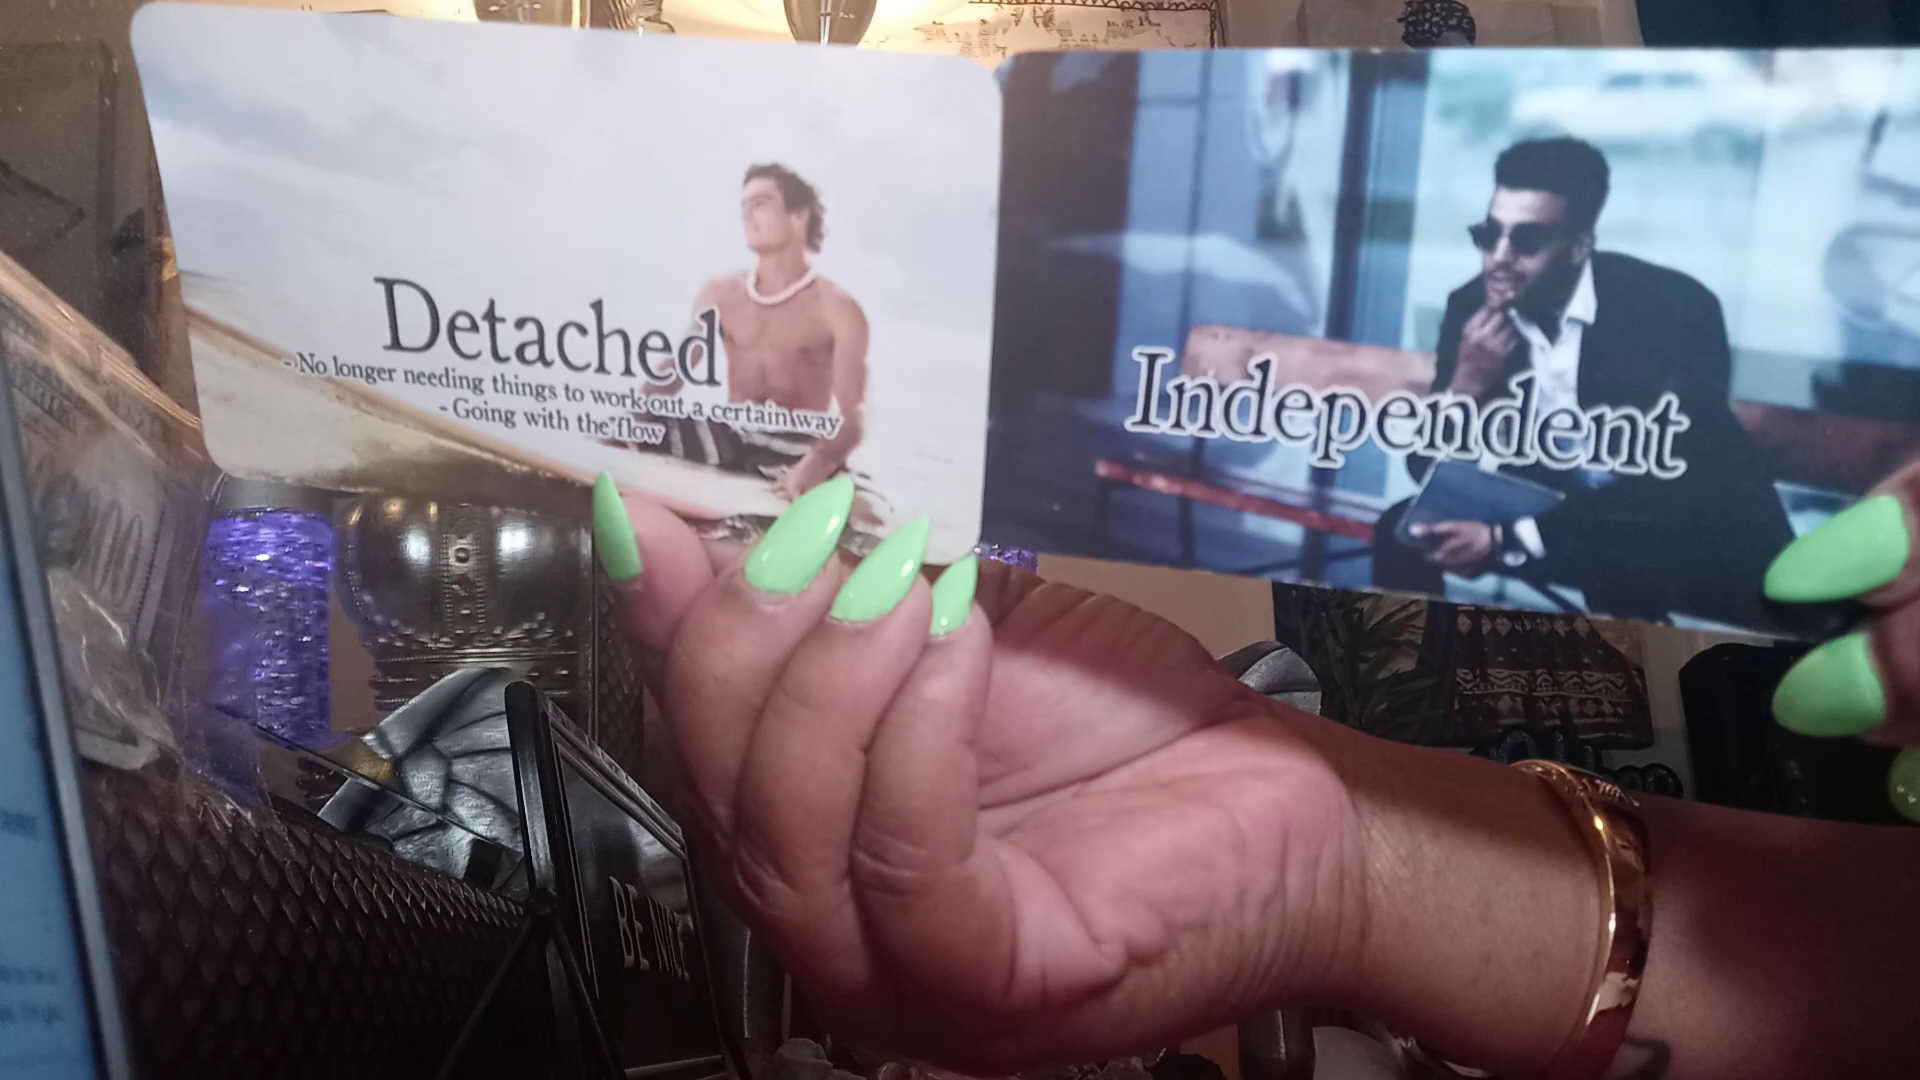 Detached
- No longer needing things to work out a certain way
- Going with the flow
Independent
BE NICE